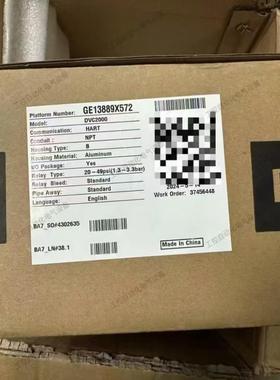 Platform Number: GE13889X572
Model: DVC2000
Communication: HART
Conduit : NPT
Housing Type: B
Housing Material: Aluminum
I/O Package: Yes
Relay Type: 20-49psi(1.3-3.3bar)
Relay Bleed: Standard
Pipe Away: Standard
Language: English
Work Order: 37456448
BA7_SO#4302635
BA7_LN#38.1
Made in China